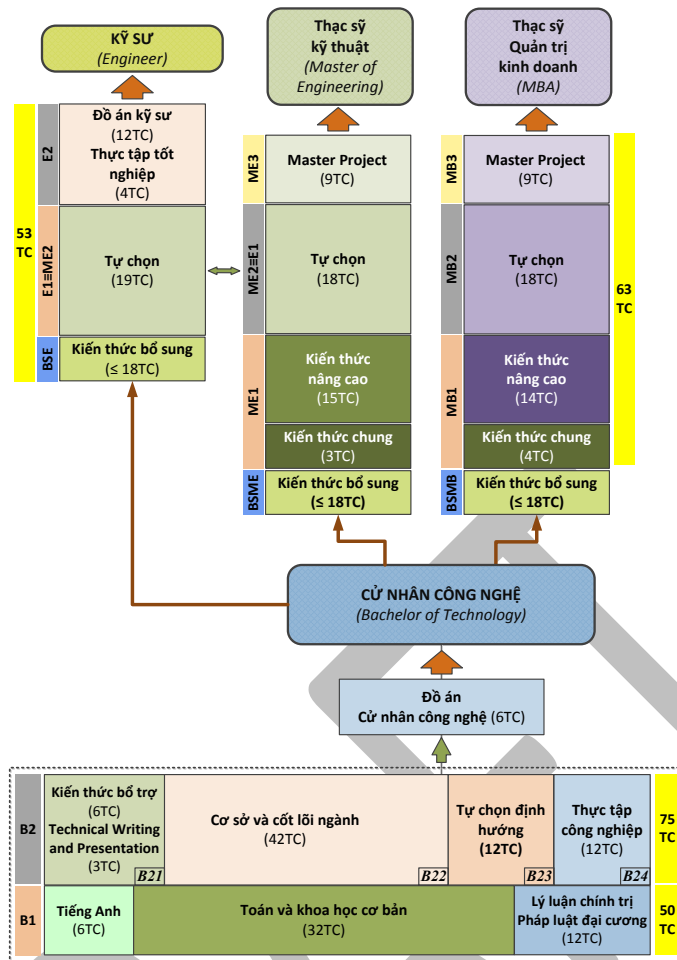 KỸ SƯ
(Engineer)
Thạc sỹ
kỹ thuật
(Master of
Engineering)
Thạc sỹ
Quản trị
kinh doanh
(MBA)
53
TC
E2
Đồ án kỹ sư
(12TC)
Thực tập tốt
nghiệp
(4TC)
E1≡ME2
Tự chọn
(19TC)
BSE
Kiến thức bổ sung
(≤ 18TC)
ME3
Master Project
(9TC)
ME2≡E1
Tự chọn
(18TC)
ME1
Kiến thức
nâng cao
(15TC)
Kiến thức chung
(3TC)
BSME
Kiến thức bổ sung
(≤ 18TC)
MB3
Master Project
(9TC)
MB2
Tự chọn
(18TC)
MB1
Kiến thức
nâng cao
(14TC)
Kiến thức chung
(4TC)
BSMB
Kiến thức bổ sung
(≤ 18TC)
63
TC
CỬ NHÂN CÔNG NGHỆ
(Bachelor of Technology)
Đồ án
Cử nhân công nghệ (6TC)
B2
Kiến thức bổ trợ
(6TC)
Technical Writing
and Presentation
(3TC)
B21
Cơ sở và cốt lõi ngành
(42TC)
B22
Tự chọn định
hướng
(12TC)
B23
Thực tập
công nghiệp
(12TC)
B24
75
TC
B1
Tiếng Anh
(6TC)
Toán và khoa học cơ bản
(32TC)
Lý luận chính trị
Pháp luật đại cương
(12TC)
50
TC